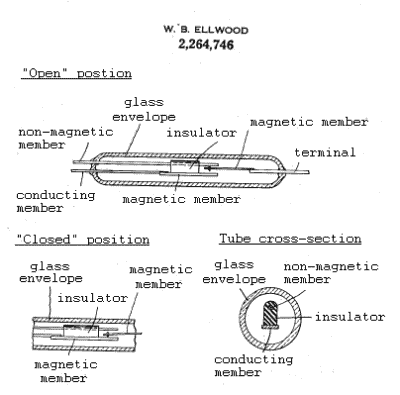 W. B. ELLWOOD
2,264,746
"Open" postion
glass
envelope
magnetic member
non-magnetic
member
insulator
terminal
conducting
member
magnetic member
"Closed" position
Tube cross-section
glass
envelope
magnetic
member
insulator
magnetic
member
glass
envelope
non-magnetic
member
insulator
conducting
member